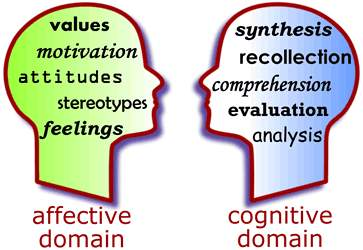 values
motivation
attitudes
stereotypes
feelings
affective
domain
synthesis
recollection
comprehension
evaluation
analysis
cognitive
domain